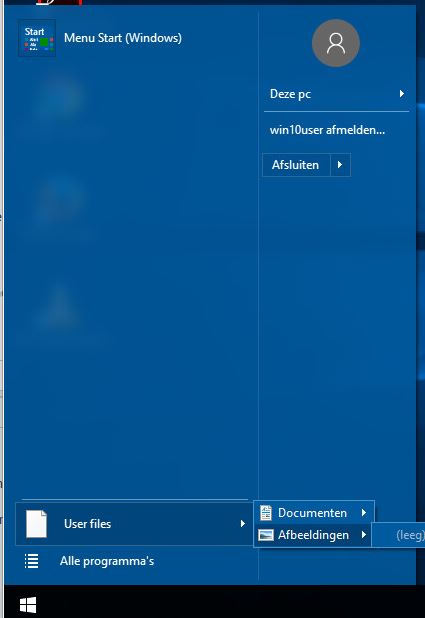 Start
Menu Start (Windows)
Deze pc
win10user afmelden...
Afsluiten
User files
Documenten
Afbeeldingen
(leeg)
Alle programma's